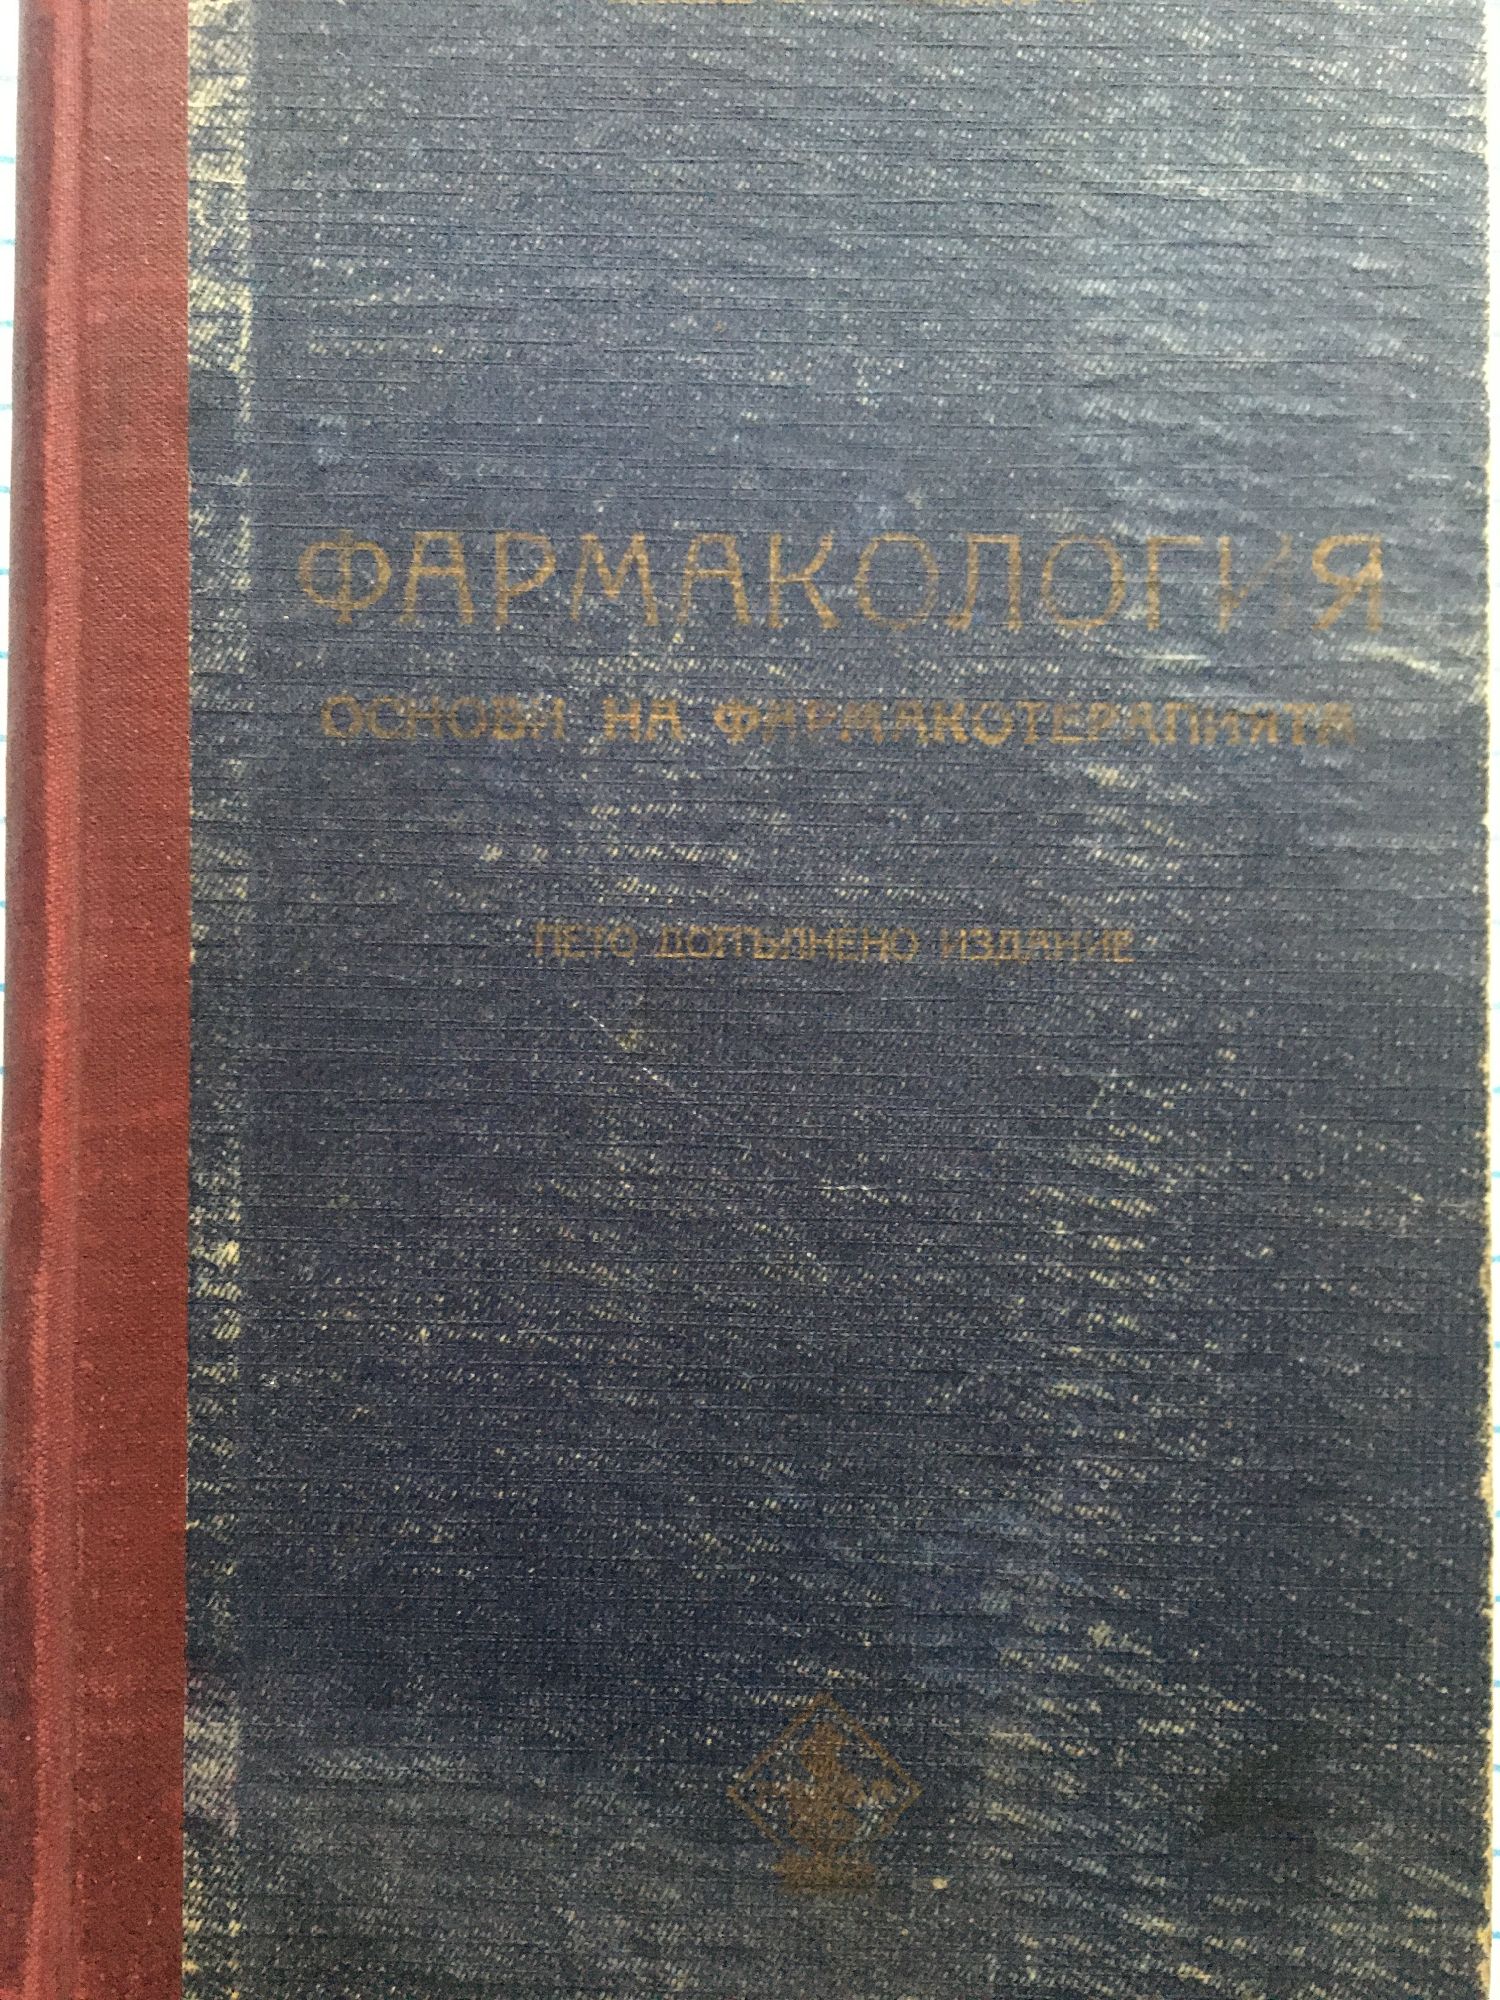 ФАРМАКОЛОГИЯ
ОСНОВИ НА ФАРМАКОТЕРАПИЯТА
ПЕТО ДОПЪЛНЕНО ИЗДАНИЕ